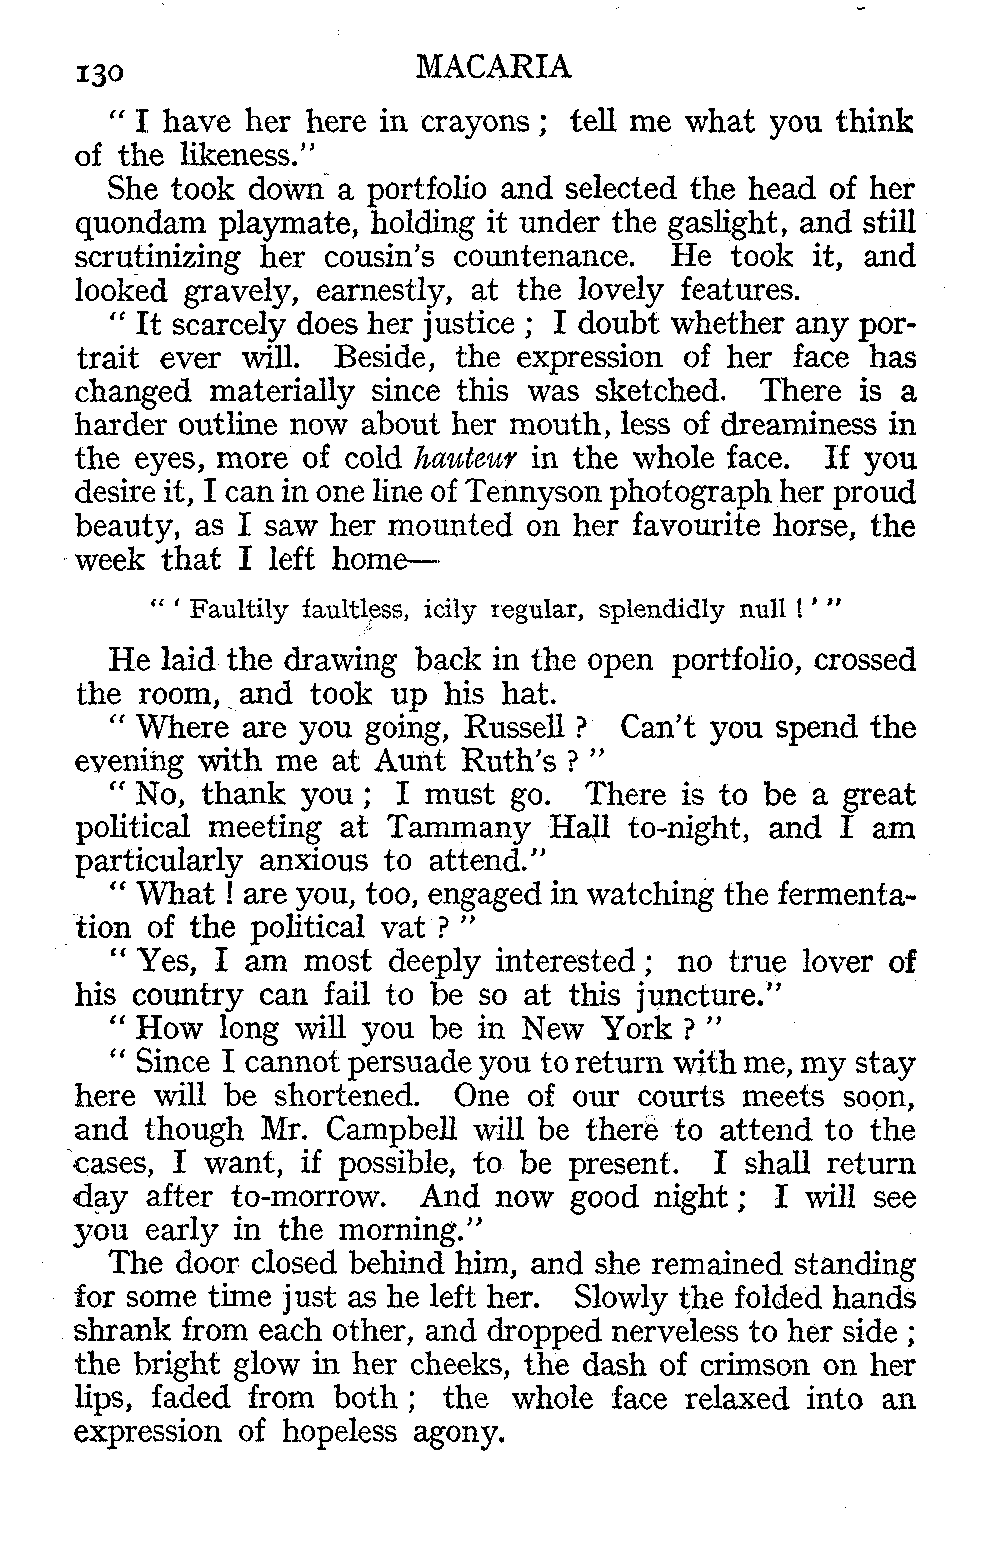 130 MACARIA
" I have her here in crayons ; tell me what you think
of the likeness."
She took down a portfolio and selected the head of her
quondam playmate, holding it under the gaslight, and still
scrutinizing her cousin's countenance. He took it, and
looked gravely, earnestly, at the lovely features.
" It scarcely does her justice ; I doubt whether any por-
trait ever will. Beside, the expression of her face has
changed materially since this was sketched. There is a
harder outline now about her mouth, less of dreaminess in
the eyes, more of cold hauteur in the whole face. If you
desire it, I can in one line of Tennyson photograph her proud
beauty, as I saw her mounted on her favourite horse, the
week that I left home—
" ' Faultily faultless, icily regular, splendidly null ! ' "
He laid the drawing back in the open portfolio, crossed
the room, and took up his hat.
" Where are you going, Russell ? Can't you spend the
evening with me at Aunt Ruth's ? "
" No, thank you ; I must go. There is to be a great
political meeting at Tammany Hall to-night, and I am
particularly anxious to attend."
" What ! are you, too, engaged in watching the fermenta-
tion of the political vat ? "
" Yes, I am most deeply interested ; no true lover of
his country can fail to be so at this juncture."
" How long will you be in New York ? "
" Since I cannot persuade you to return with me, my stay
here will be shortened. One of our courts meets soon,
and though Mr. Campbell will be there to attend to the
cases, I want, if possible, to be present. I shall return
day after to-morrow. And now good night ; I will see
you early in the morning."
The door closed behind him, and she remained standing
for some time just as he left her. Slowly the folded hands
shrank from each other, and dropped nerveless to her side ;
the bright glow in her cheeks, the dash of crimson on her
lips, faded from both ; the whole face relaxed into an
expression of hopeless agony.